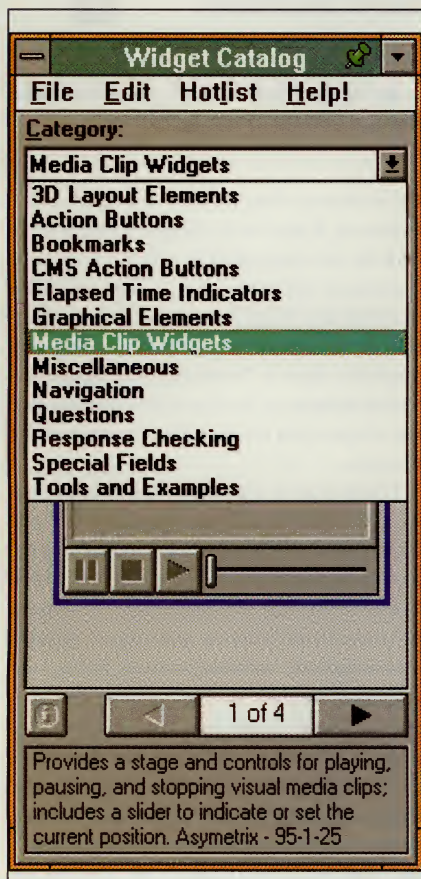 Widget Catalog
File Edit Hotlist Help!
Category:
Media Clip Widgets
3D Layout Elements
Action Buttons
Bookmarks
CMS Action Buttons
Elapsed Time Indicators
Graphical Elements
Media Clip Widgets
Miscellaneous
Navigation
Questions
Response Checking
Special Fields
Tools and Examples
1 of 4
Provides a stage and controls for playing,
pausing, and stopping visual media clips;
includes a slider to indicate or set the
current position. Asymetrix - 95-1-25